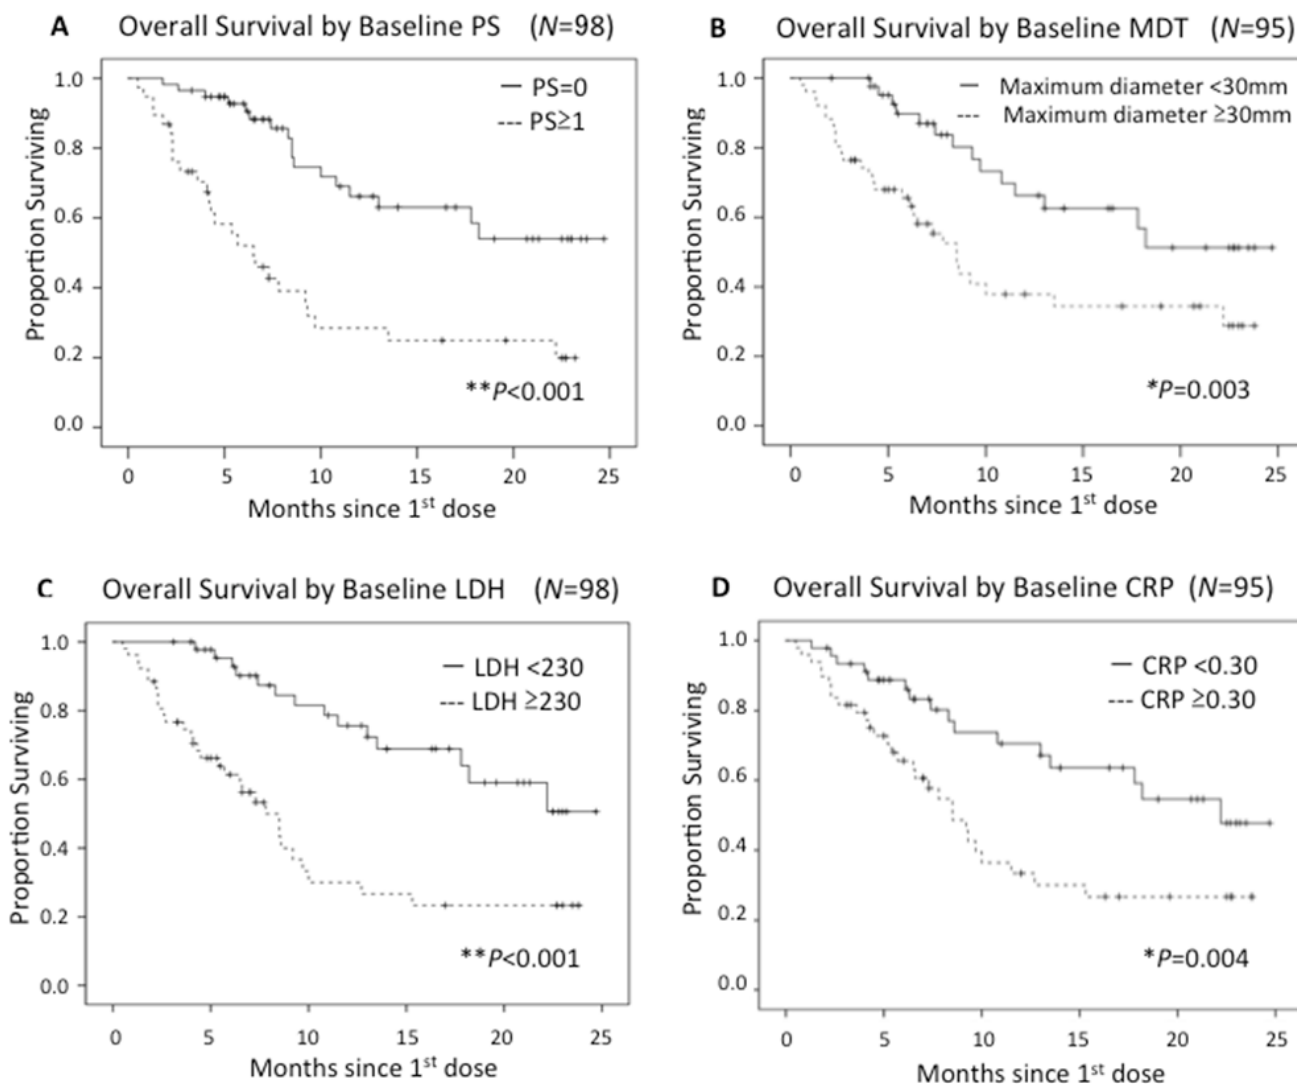 A Overall Survival by Baseline PS (N=98)
Proportion Surviving
1.0
0.8
0.6
0.4
0.2
0.0
PS=0
PS≥1
**P<0.001
0 5 10 15 20 25
Months since 1st dose
B Overall Survival by Baseline MDT (N=95)
Proportion Surviving
1.0
0.8
0.6
0.4
0.2
0.0
Maximum diameter <30mm
Maximum diameter ≥30mm
*P=0.003
0 5 10 15 20 25
Months since 1st dose
C Overall Survival by Baseline LDH (N=98)
Proportion Surviving
1.0
0.8
0.6
0.4
0.2
0.0
LDH <230
LDH ≥230
**P<0.001
0 5 10 15 20 25
Months since 1st dose
D Overall Survival by Baseline CRP (N=95)
Proportion Surviving
1.0
0.8
0.6
0.4
0.2
0.0
CRP <0.30
CRP ≥0.30
*P=0.004
0 5 10 15 20 25
Months since 1st dose